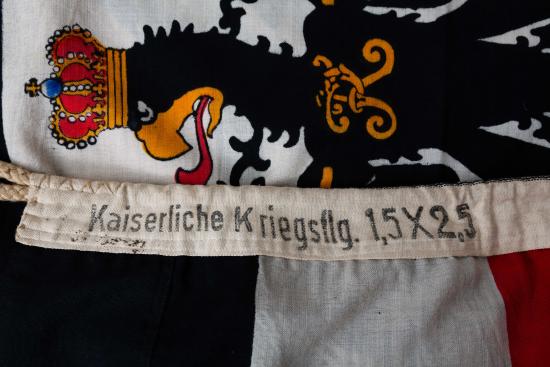 Kaiserliche Kriegsflg. 1,5X2,5